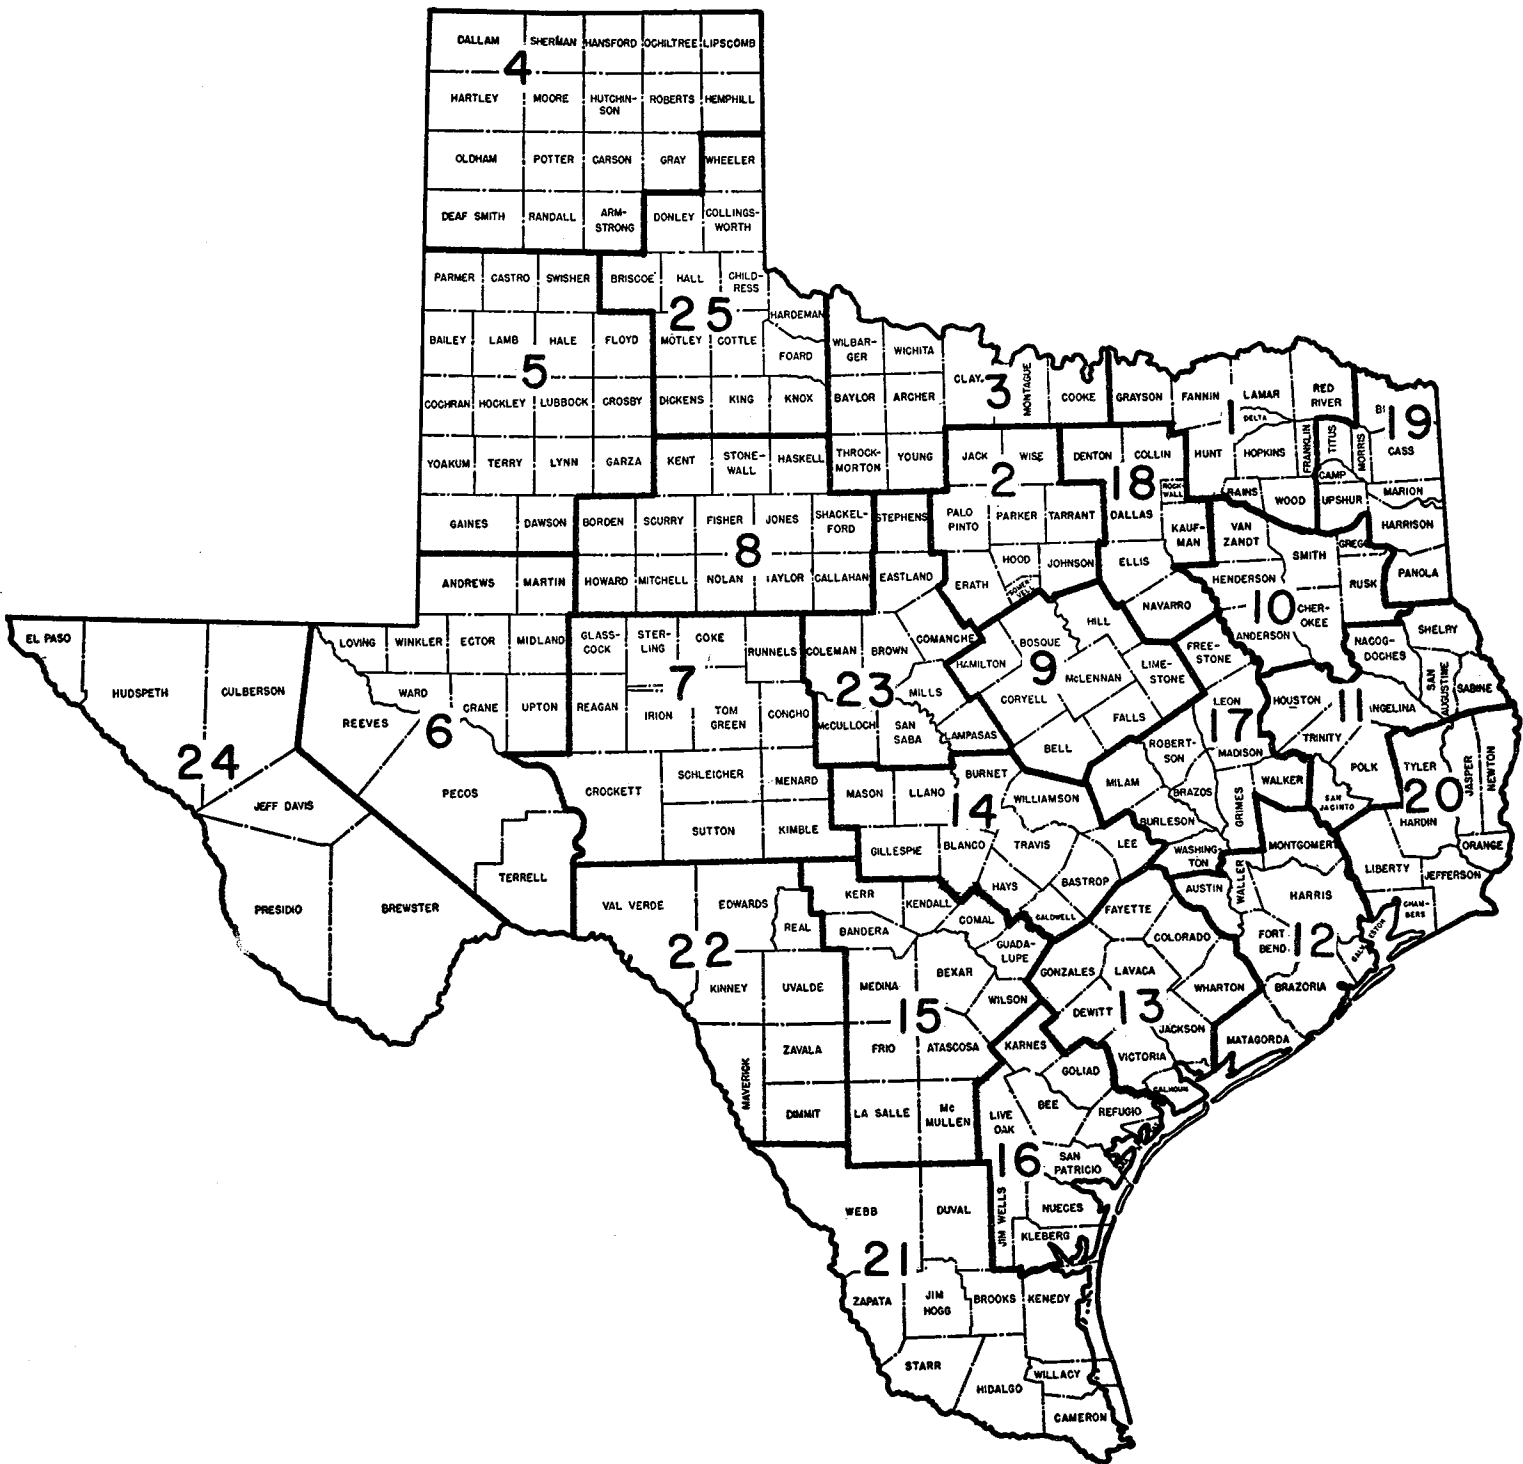 DALLAM
SHERMAN
HANSFORD
OCHILTREE
LIPSCOMB
4
HARTLEY
MOORE
HUTCHIN-
SON
ROBERTS
HEMPHILL
OLDHAM
POTTER
CARSON
GRAY
WHEELER
DEAF SMITH
RANDALL
ARM-
STRONG
DONLEY
COLLINGS-
WORTH
PARMER
CASTRO
SWISHER
BRISCOE
HALL
CHILD-
RESS
25
HARDEMAN
BAILEY
LAMB
HALE
FLOYD
MOTLEY
COTTLE
FOARD
WILBAR-
GER
WICHITA
5
COCHRAN
HOCKLEY
LUBBOCK
CROSBY
DICKENS
KING
KNOX
BAYLOR
ARCHER
CLAY
3
MONTAGUE
COOKE
GRAYSON
FANNIN
LAMAR
RED
RIVER
1
DELTA
19
CASS
YOAKUM
TERRY
LYNN
GARZA
KENT
STONE-
WALL
HASKELL
THROCK-
MORTON
YOUNG
JACK
WISE
DENTON
COLLIN
HUNT
HOPKINS
FRANKLIN
TITUS
MORRIS
CAMP
2
18
ROCK-
WALL
RAINS
WOOD
UPSHUR
MARION
GAINES
DAWSON
BORDEN
SCURRY
FISHER
JONES
SHACKEL-
FORD
STEPHENS
PALO
PINTO
PARKER
TARRANT
DALLAS
KAUF-
MAN
VAN
ZANDT
SMITH
HARRISON
8
ANDREWS
MARTIN
HOWARD
MITCHELL
NOLAN
CALLAHAN
EASTLAND
ERATH
HOOD
SOMER-
VELL
JOHNSON
ELLIS
HENDERSON
RUSK
PANOLA
10
NAVARRO
ANDERSON
CHER-
OKEE
EL PASO
LOVING
WINKLER
ECTOR
MIDLAND
GLASS-
COCK
STER-
LING
COKE
RUNNELS
COLEMAN
BROWN
COMANCHE
BOSQUE
HILL
FREE-
STONE
NACOG-
DOCHES
SHELRY
HUDSPETH
CULBERSON
WARD
REEVES
CRANE
UPTON
REAGAN
7
IRION
TOM
GREEN
CONCHO
23
MILLS
HAMILTON
9
CORYELL
McLENNAN
LIME-
STONE
SAN
AUGUSTINE
SABINE
6
McCULLOCH
SAN
SABA
LAMPASAS
BELL
FALLS
LEON
17
HOUSTON
11
TRINITY
24
JEFF DAVIS
PECOS
CROCKETT
SCHLEICHER
MENARD
MASON
LLANO
BURNET
WILLIAMSON
MILAM
ROBERT-
SON
MADISON
WALKER
POLK
TYLER
JASPER
NEWTON
SUTTON
KIMBLE
14
BRAZOS
GRIMES
SAN
JACINTO
20
HARDIN
GILLESPIE
BLANCO
TRAVIS
LEE
BURLESON
WASHING-
TON
MONTGOMERY
ORANGE
TERRELL
PRESIDIO
BREWSTER
VAL VERDE
EDWARDS
REAL
KERR
KENDALL
HAYS
BASTROP
CALDWELL
FAYETTE
AUSTIN
WALLER
HARRIS
LIBERTY
JEFFERSON
CHAM-
BERS
22
BANDERA
COMAL
GUADA-
LUPE
COLORADO
FORT
BEND
12
KINNEY
UVALDE
MEDINA
BEXAR
WILSON
GONZALES
LAVACA
WHARTON
BRAZORIA
15
DEWITT
13
JACKSON
MATAGORDA
MAVERICK
ZAVALA
FRIO
ATASCOSA
KARNES
GOLIAD
VICTORIA
CALHOUN
DIMMIT
LA SALLE
Mc
MULLEN
LIVE
OAK
BEE
REFUGIO
16
SAN
PATRICIO
WEBB
DUVAL
JIM WELLS
NUECES
KLEBERG
21
ZAPATA
JIM
HOGG
BROOKS
KENEDY
STARR
HIDALGO
WILLACY
CAMERON